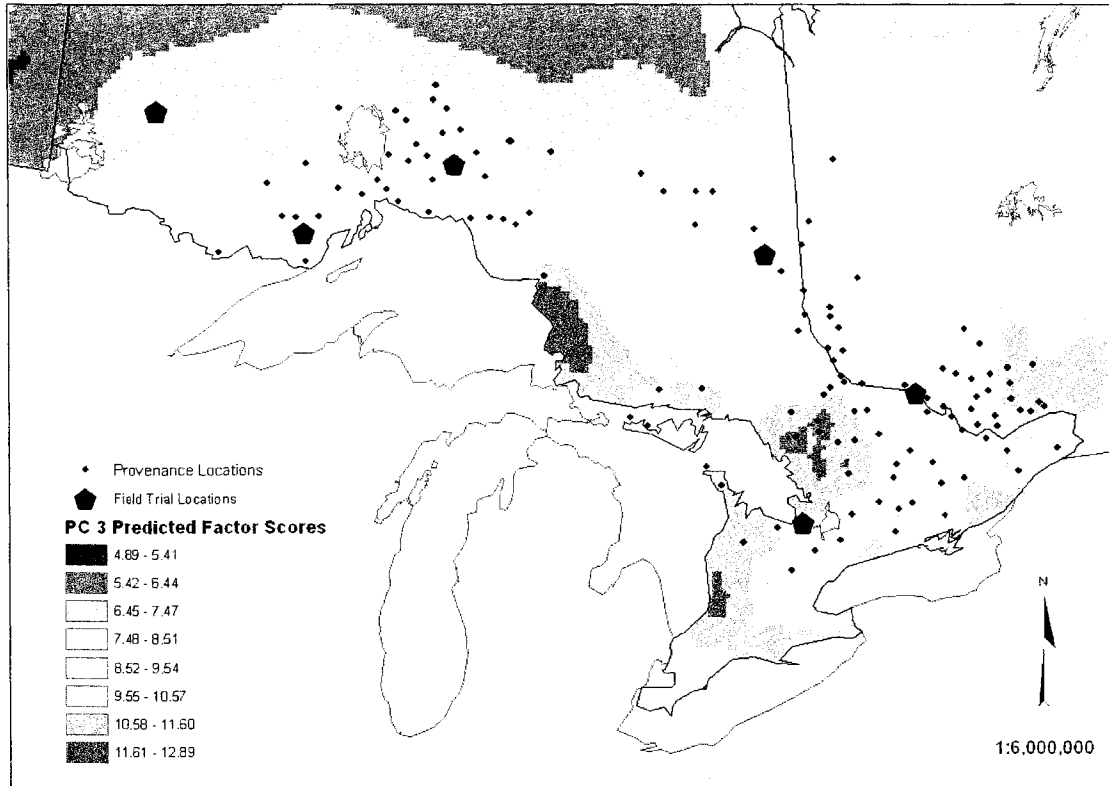 Provenance Locations
Field Trial Locations
PC 3 Predicted Factor Scores
4.89 - 5.41
5.42 - 6.44
6.45 - 7.47
7.48 - 8.51
8.52 - 9.54
9.55 - 10.57
10.58 - 11.60
11.61 - 12.89
N
1:6,000,000